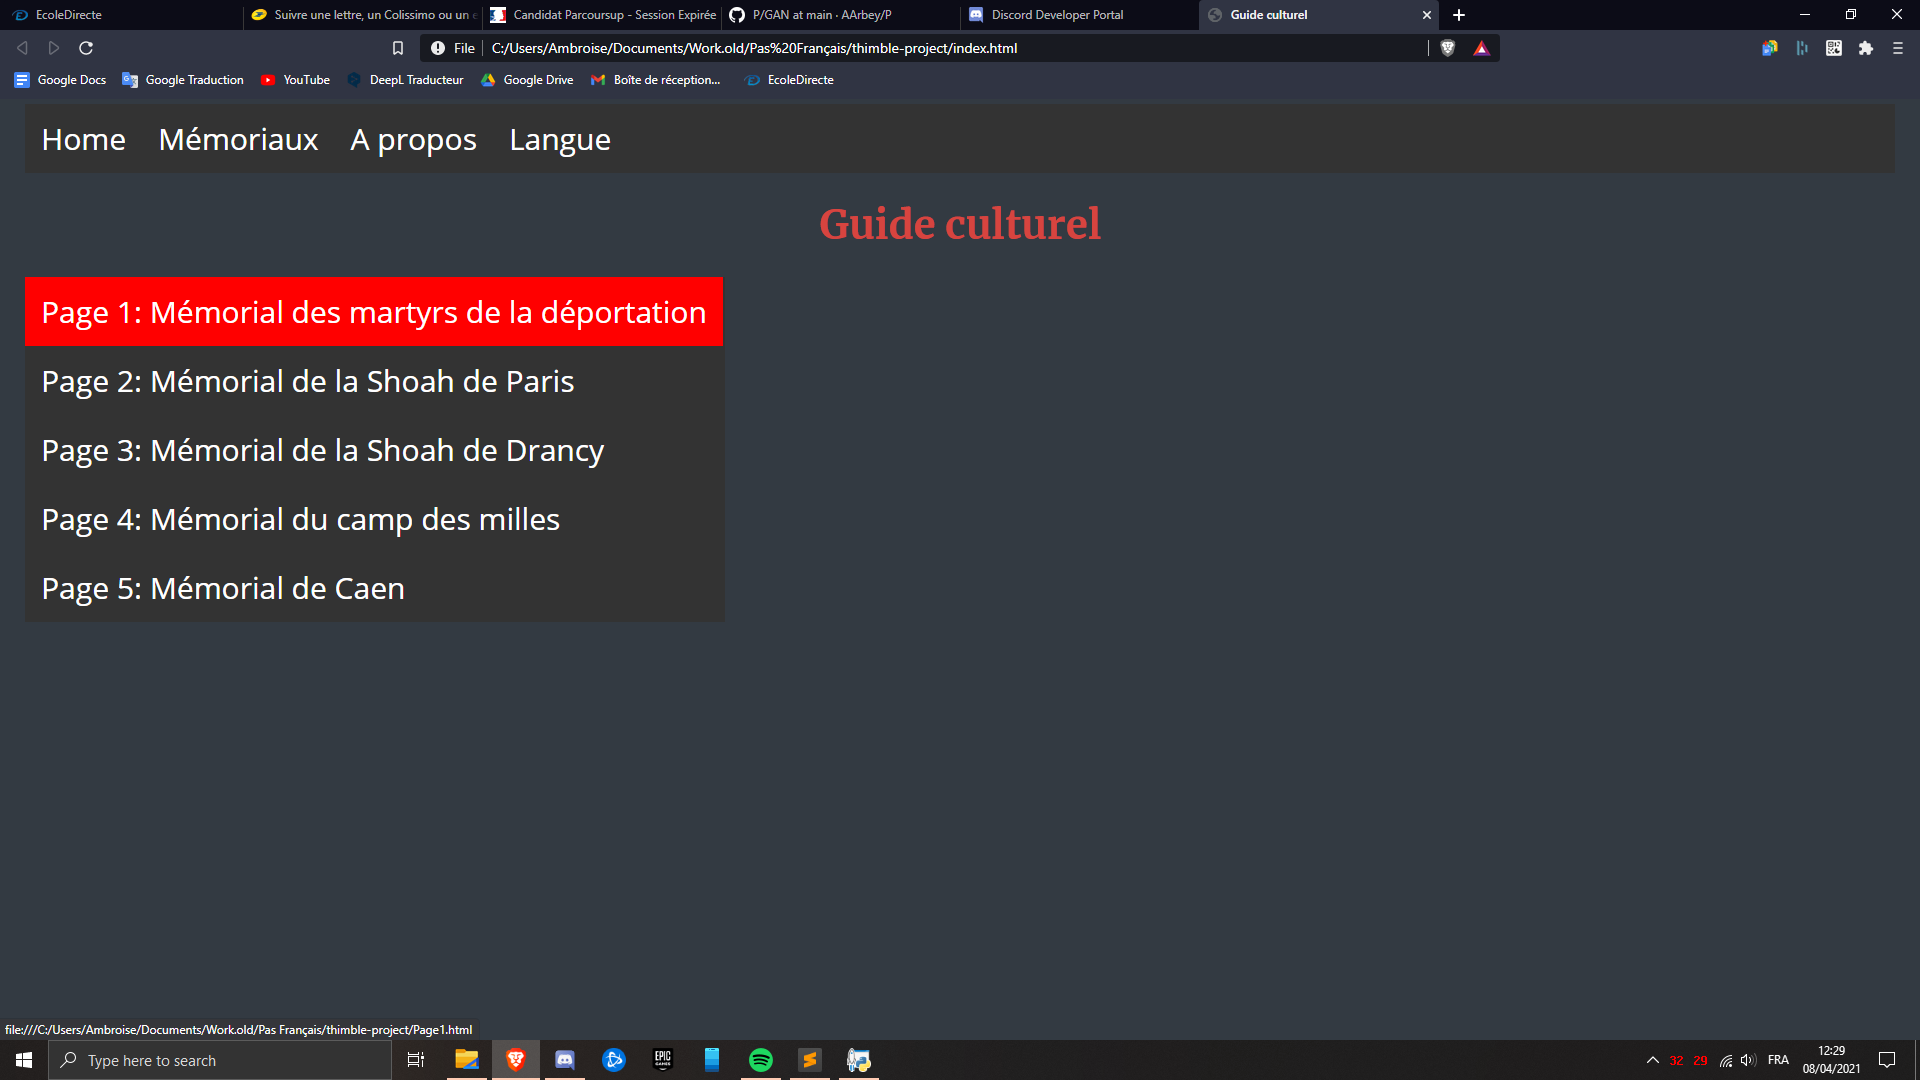 EcoleDirecte
Suivre une lettre, un Colissimo ou un e
Candidat Parcoursup - Session Expirée
P/GAN at main · AArbey/P
Discord Developer Portal
Guide culturel
File
C:/Users/Ambroise/Documents/Work.old/Pas%20Français/thimble-project/index.html
Google Docs
Google Traduction
YouTube
DeepL Traducteur
Google Drive
Boîte de réception...
EcoleDirecte
Home
Mémoriaux
A propos
Langue
Guide culturel
Page 1: Mémorial des martyrs de la déportation
Page 2: Mémorial de la Shoah de Paris
Page 3: Mémorial de la Shoah de Drancy
Page 4: Mémorial du camp des milles
Page 5: Mémorial de Caen
file:///C:/Users/Ambroise/Documents/Work.old/Pas Français/thimble-project/Page1.html
Type here to search
EPIC
GAMES
32
29
FRA
12:29
08/04/2021